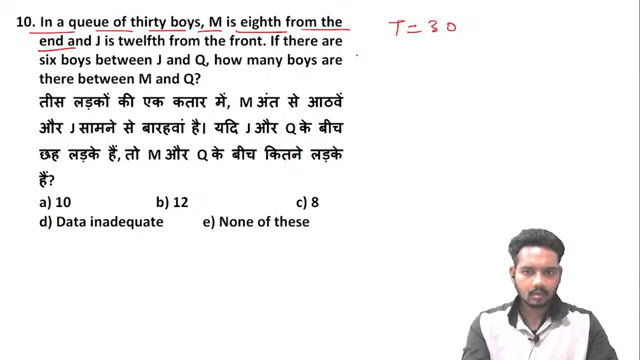 10. In a queue of thirty boys, M is eighth from the
T = 30
end and J is twelfth from the front. If there are
six boys between J and Q, how many boys are
there between M and Q?
तीस लड़कों की एक कतार में, M अंत से आठवें
और J सामने से बारहवां है। यदि J और Q के बीच
छह लड़के हैं, तो M और Q के बीच कितने लड़के
हैं?
a) 10 b) 12 c) 8
d) Data inadequate e) None of these